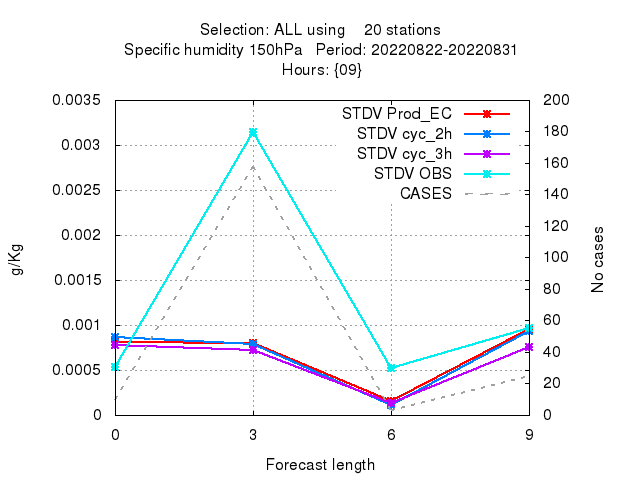 Selection: ALL using    20 stations
Specific humidity 150hPa   Period: 20220822-20220831
Hours: {09}
0.0035
0.003
0.0025
0.002
0.0015
0.001
0.0005
0
g/Kg
STDV Prod_EC
STDV cyc_2h
STDV cyc_3h
STDV OBS
CASES
200
180
160
140
120
100
80
60
40
20
0
No cases
0 3 6 9
Forecast length